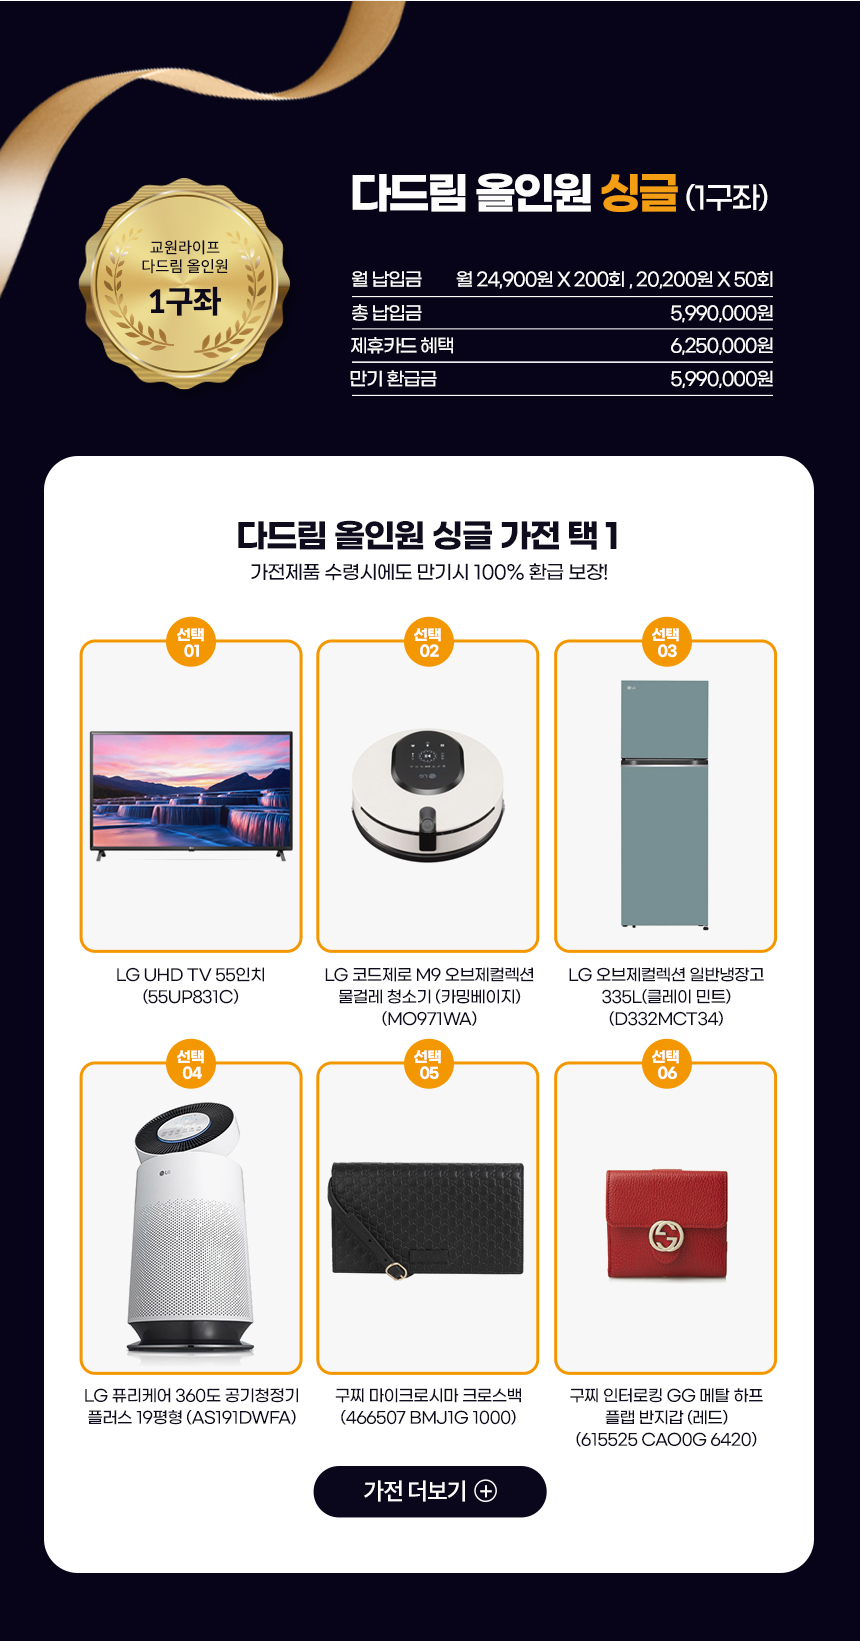 교원라이프
다드림 올인원
1구좌
다드림 올인원 싱글 (1구좌)
월 납입금 월 24,900원 X 200회 , 20,200원 X 50회
총 납입금 5,990,000원
제휴카드 혜택 6,250,000원
만기 환급금 5,990,000원
다드림 올인원 싱글 가전 택 1
가전제품 수령시에도 만기시 100% 환급 보장!
선택
01
선택
02
선택
03
LG UHD TV 55인치
(55UP831C)
LG 코드제로 M9 오브제컬렉션
물걸레 청소기 (카밍베이지)
(MO971WA)
LG 오브제컬렉션 일반냉장고
335L(클레이 민트)
(D332MCT34)
선택
04
선택
05
선택
06
LG
LG 퓨리케어 360도 공기청정기
플러스 19평형 (AS191DWFA)
구찌 마이크로시마 크로스백
(466507 BMJ1G 1000)
구찌 인터로킹 GG 메탈 하프
플랩 반지갑 (레드)
(615525 CAO0G 6420)
가전 더보기